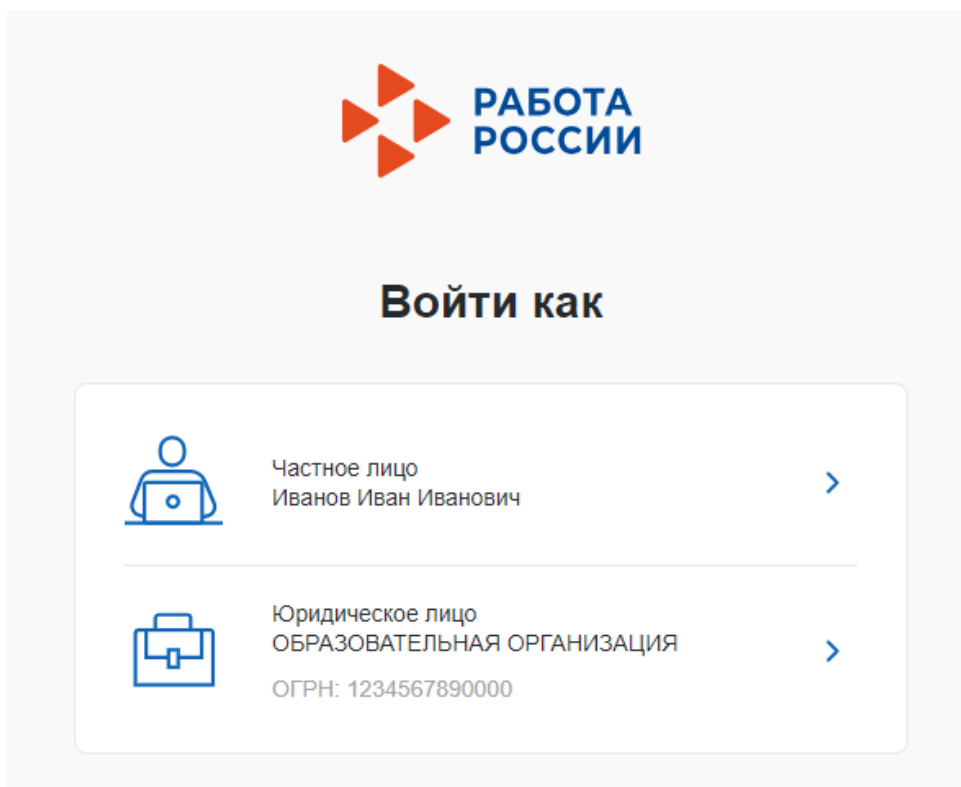 РАБОТА
РОССИИ
Войти как
Частное лицо
Иванов Иван Иванович
Юридическое лицо
ОБРАЗОВАТЕЛЬНАЯ ОРГАНИЗАЦИЯ
ОГРН: 1234567890000